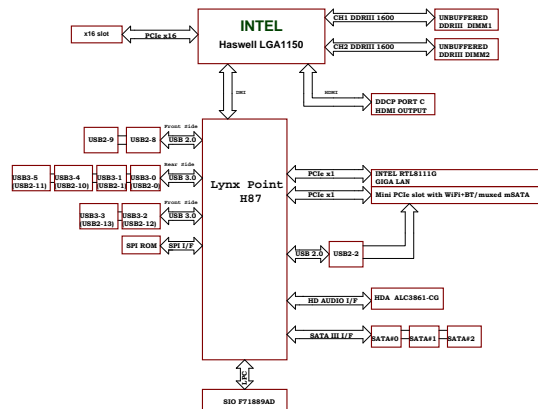 INTEL
Haswell LGA1150
x16 slot
PCIe x16
CH1 DDRIII 1600
UNBUFFERED
DDRIII DIMM1
CH2 DDRIII 1600
UNBUFFERED
DDRIII DIMM2
DMI
HDMI
DDCP PORT C
HDMI OUTPUT
Front Side
USB2-9
USB2-8
USB 2.0
Rear Side
USB3-5
(USB2-11)
USB3-4
(USB2-10)
USB3-1
(USB2-1)
USB3-0
(USB2-0)
USB 3.0
Front Side
USB3-3
(USB2-13)
USB3-2
(USB2-12)
USB 3.0
SPI ROM
SPI I/F
Lynx Point
H87
PCIe x1
INTEL RTL8111G
GIGA LAN
PCIe x1
Mini PCIe slot with WiFi+BT/muxed mSATA
USB 2.0
USB2-2
HD AUDIO I/F
HDA ALC3861-CG
SATA III I/F
SATA#0
SATA#1
SATA#2
LPC
SIO F71889AD